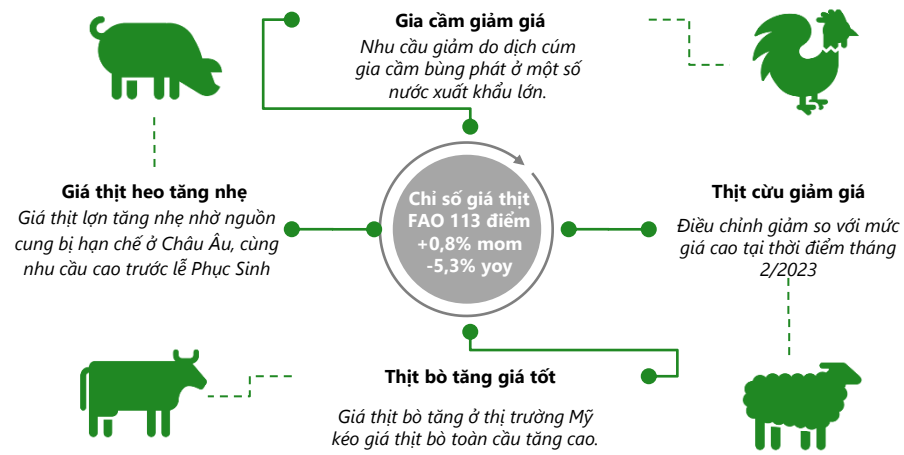 Gia cầm giảm giá
Nhu cầu giảm do dịch cúm
gia cầm bùng phát ở một số
nước xuất khẩu lớn.
Giá thịt heo tăng nhẹ
Giá thịt lợn tăng nhẹ nhờ nguồn
cung bị hạn chế ở Châu Âu, cùng
nhu cầu cao trước lễ Phục Sinh
Chỉ số giá thịt
FAO 113 điểm
+0,8% mom
-5,3% yoy
Thịt cừu giảm giá
Điều chỉnh giảm so với mức
giá cao tại thời điểm tháng
2/2023
Thịt bò tăng giá tốt
Giá thịt bò tăng ở thị trường Mỹ
kéo giá thịt bò toàn cầu tăng cao.